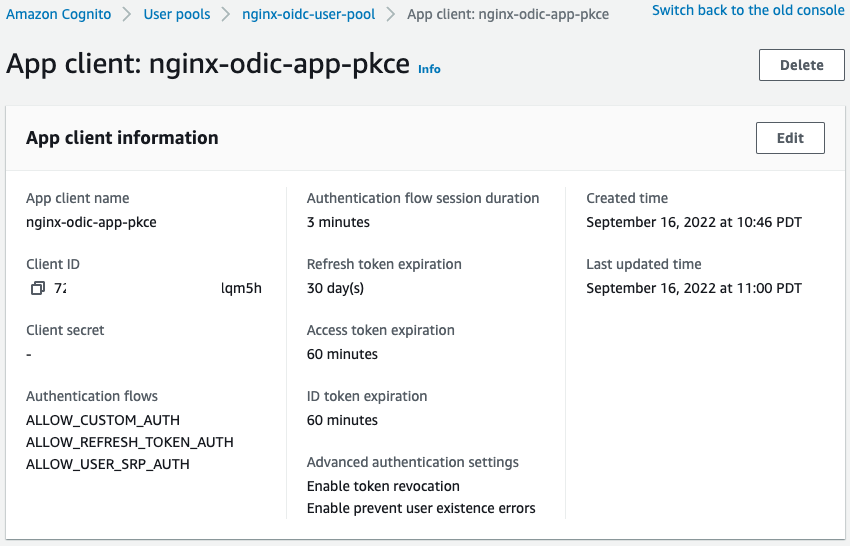 Amazon Cognito > User pools > nginx-oidc-user-pool > App client: nginx-odic-app-pkce
Switch back to the old console
App client: nginx-odic-app-pkce Info
Delete
App client information
Edit
App client name
nginx-odic-app-pkce
Client ID
72 lqm5h
Client secret
-
Authentication flows
ALLOW_CUSTOM_AUTH
ALLOW_REFRESH_TOKEN_AUTH
ALLOW_USER_SRP_AUTH
Authentication flow session duration
3 minutes
Refresh token expiration
30 day(s)
Access token expiration
60 minutes
ID token expiration
60 minutes
Advanced authentication settings
Enable token revocation
Enable prevent user existence errors
Created time
September 16, 2022 at 10:46 PDT
Last updated time
September 16, 2022 at 11:00 PDT